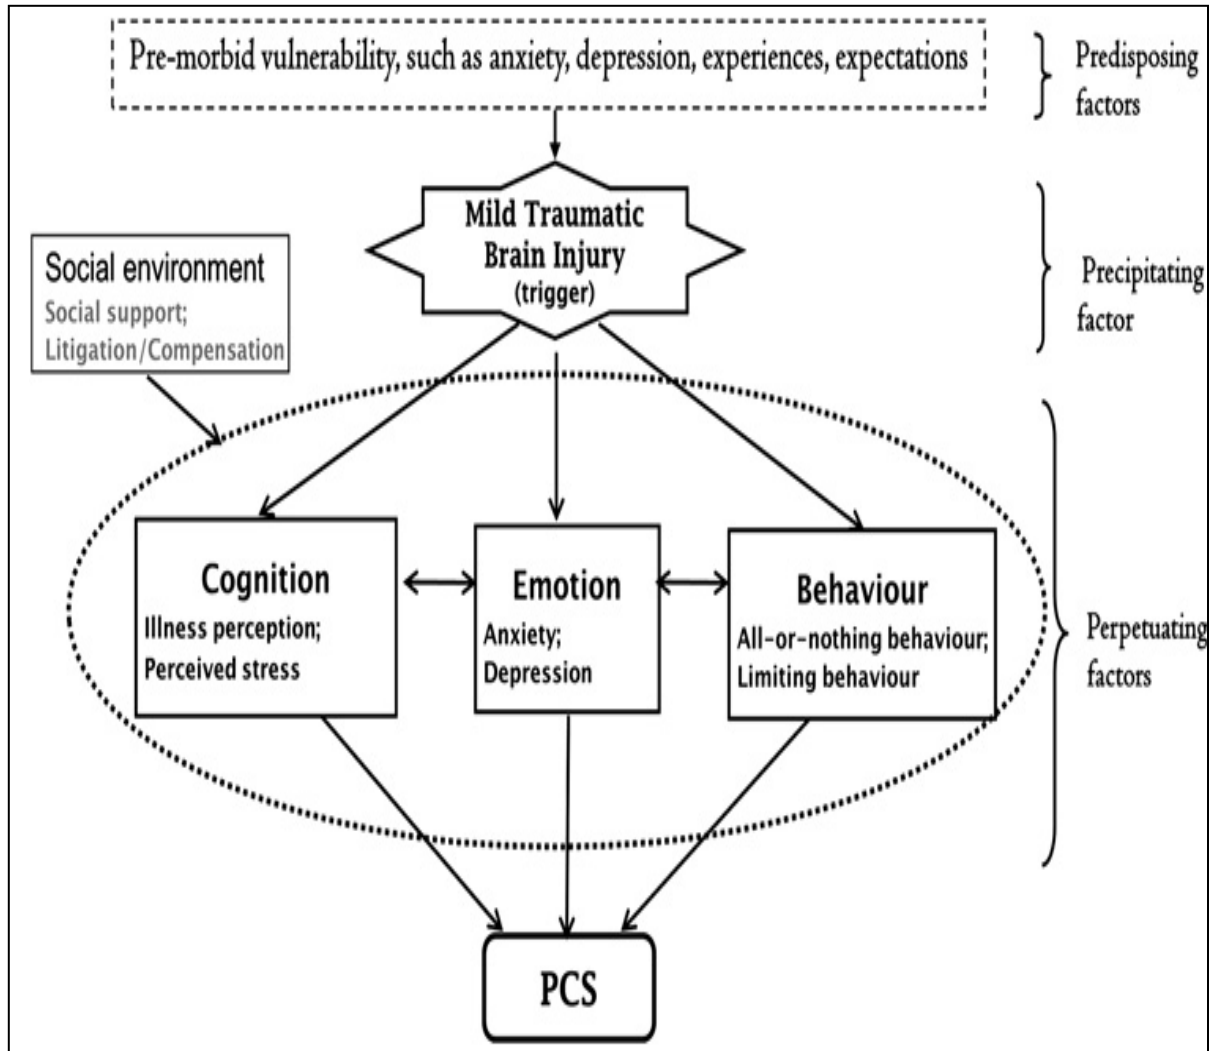 Pre-morbid vulnerability, such as anxiety, depression, experiences, expectations
Predisposing
factors
Mild Traumatic
Brain Injury
(trigger)
Precipitating
factor
Social environment
Social support;
Litigation/Compensation
Cognition
Illness perception;
Perceived stress
Emotion
Anxiety;
Depression
Behaviour
All-or-nothing behaviour;
Limiting behaviour
Perpetuating
factors
PCS